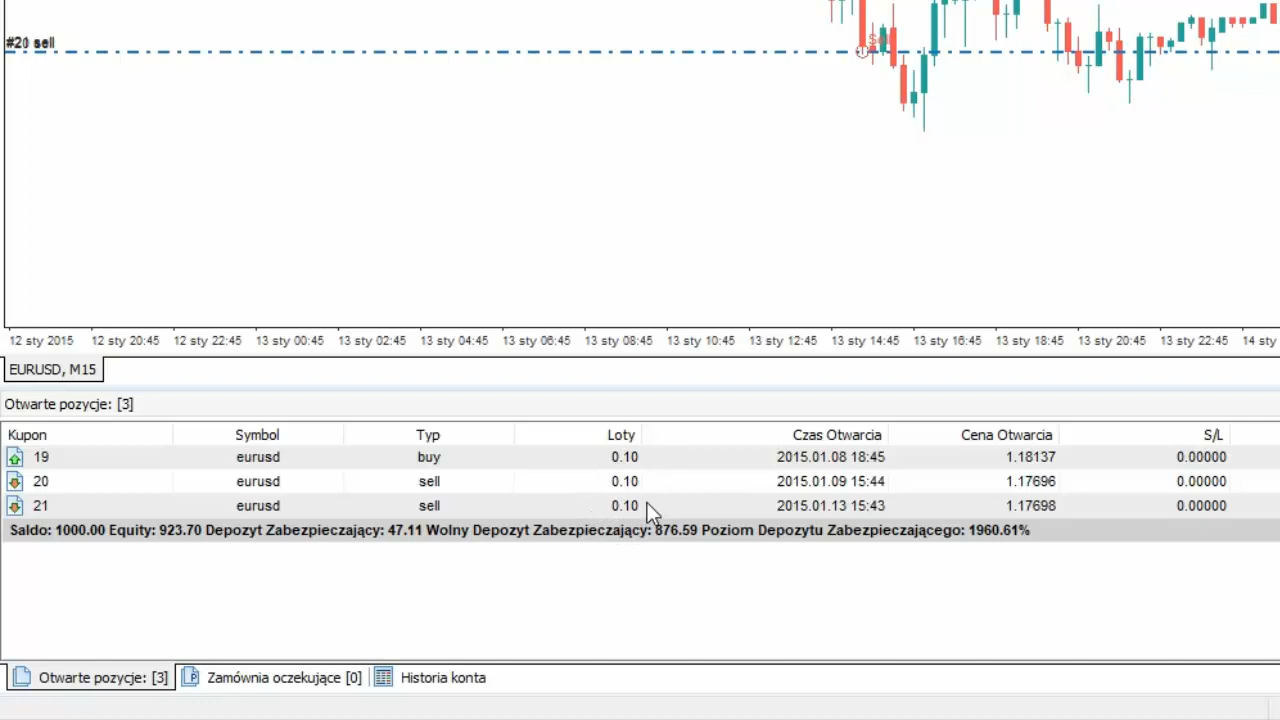 #20 sell
12 sty 2015 12 sty 20:45 12 sty 22:45 13 sty 00:45 13 sty 02:45 13 sty 04:45 13 sty 06:45 13 sty 08:45 13 sty 10:45 13 sty 12:45 13 sty 14:45 13 sty 16:45 13 sty 18:45 13 sty 20:45 13 sty 22:45 14 sty
EURUSD, M15
Otwarte pozycje: [3]
Kupon Symbol Typ Loty Czas Otwarcia Cena Otwarcia S/L
19 eurusd buy 0.10 2015.01.08 18:45 1.18137 0.00000
20 eurusd sell 0.10 2015.01.09 15:44 1.17696 0.00000
21 eurusd sell 0.10 2015.01.13 15:43 1.17698 0.00000
Saldo: 1000.00 Equity: 923.70 Depozyt Zabezpieczający: 47.11 Wolny Depozyt Zabezpieczający: 876.59 Poziom Depozytu Zabezpieczającego: 1960.61%
Otwarte pozycje: [3] Zamównia oczekujące [0] Historia konta